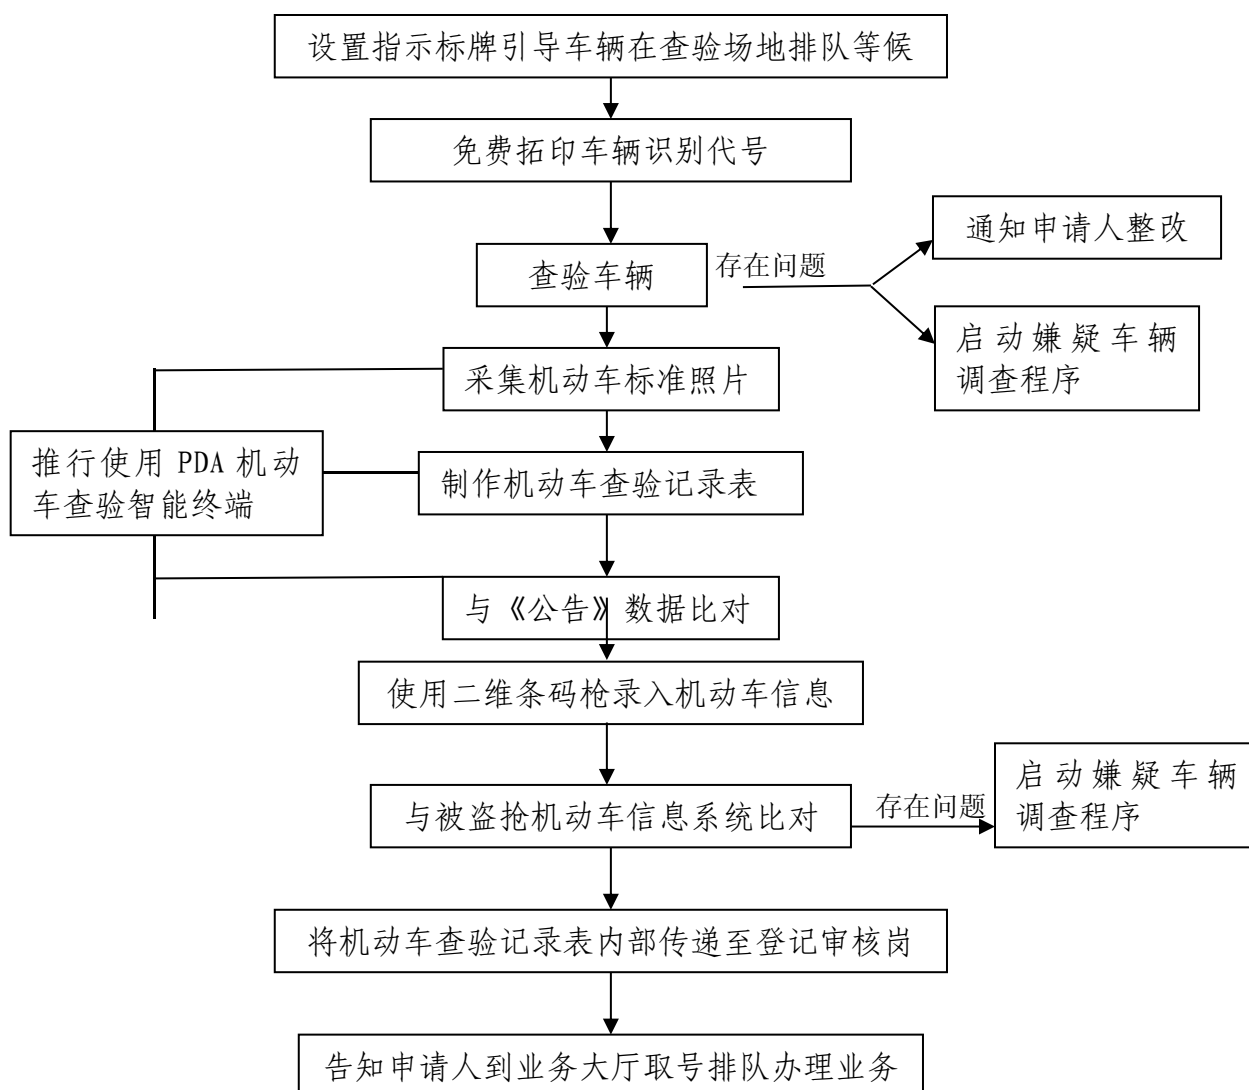 设置指示标牌引导车辆在查验场地排队等候
免费拓印车辆识别代号
通知申请人整改
查验车辆
存在问题
启动嫌疑车辆
调查程序
采集机动车标准照片
推行使用 PDA 机动
车查验智能终端
制作机动车查验记录表
与《公告》数据比对
使用二维条码枪录入机动车信息
与被盗抢机动车信息系统比对
存在问题
启动嫌疑车辆
调查程序
将机动车查验记录表内部传递至登记审核岗
告知申请人到业务大厅取号排队办理业务